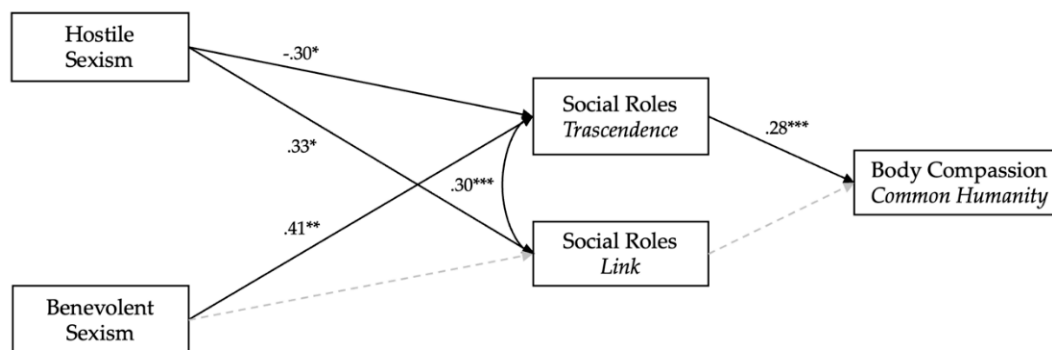 Hostile
Sexism
-.30*
Social Roles
Trascendence
.28***
.33*
.30***
Body Compassion
Common Humanity
.41**
Social Roles
Link
Benevolent
Sexism